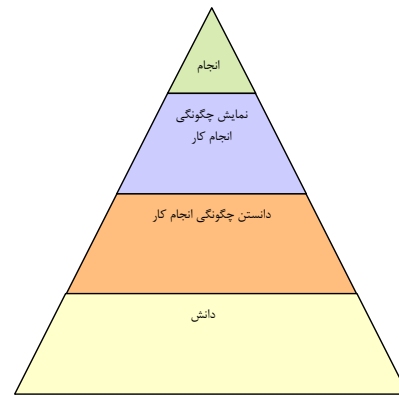 انجام
نمایش چگونگی
انجام کار
دانستن چگونگی انجام کار
دانش